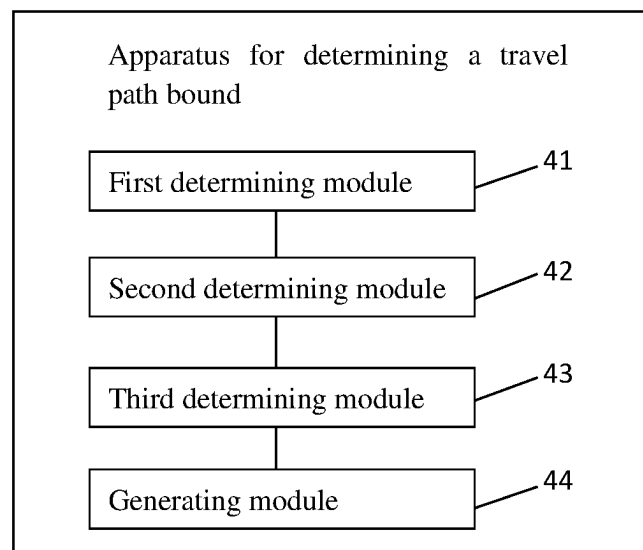 Apparatus for determining a travel
path bound
First determining module
41
Second determining module
42
Third determining module
43
Generating module
44